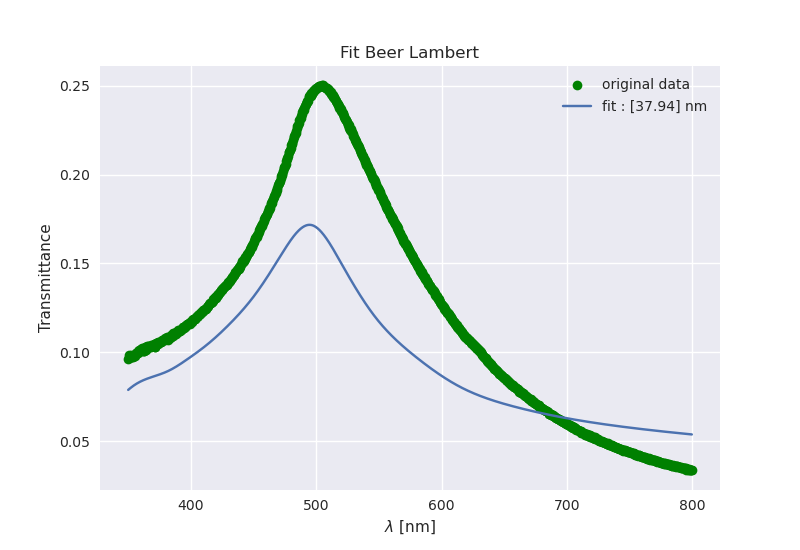 Fit Beer Lambert
original data
fit : [37.94] nm
Transmittance
0.25
0.20
0.15
0.10
0.05
400 500 600 700 800
λ [nm]